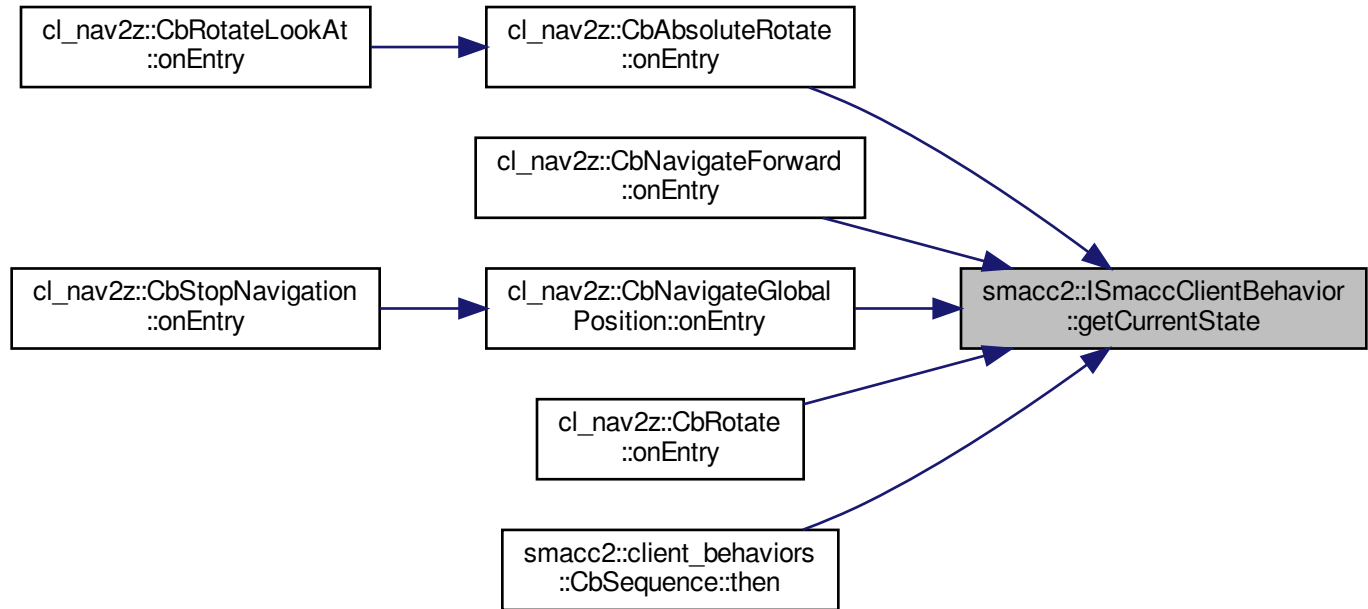 cl_nav2z::CbRotateLookAt
::onEntry
cl_nav2z::CbAbsoluteRotate
::onEntry
cl_nav2z::CbNavigateForward
::onEntry
cl_nav2z::CbStopNavigation
::onEntry
cl_nav2z::CbNavigateGlobal
Position::onEntry
smacc2::ISmaccClientBehavior
::getCurrentState
cl_nav2z::CbRotate
::onEntry
smacc2::client_behaviors
::CbSequence::then